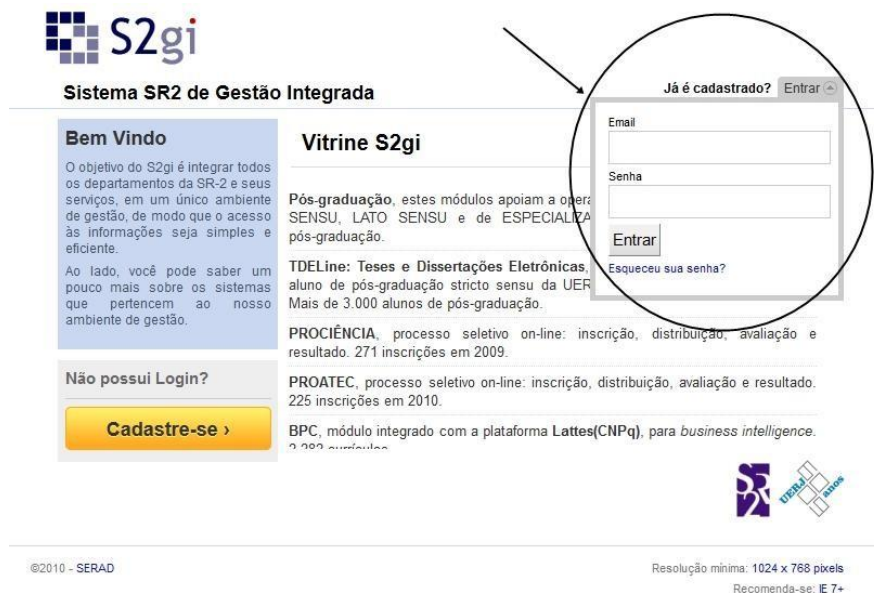 S2gi
Sistema SR2 de Gestão Integrada
Já é cadastrado? Entrar
Email
Senha
Entrar
Esqueceu sua senha?
Bem Vindo
O objetivo do S2gi é integrar todos
os departamentos da SR-2 e seus
serviços, em um único ambiente
de gestão, de modo que o acesso
às informações seja simples e
eficiente.
Ao lado, você pode saber um
pouco mais sobre os sistemas
que pertencem ao nosso
ambiente de gestão.
Não possui Login?
Cadastre-se ›
Vitrine S2gi
Pós-graduação, estes módulos apoiam a opera
SENSU, LATO SENSU e de ESPECIALIZA
pós-graduação.
TDELine: Teses e Dissertações Eletrônicas,
aluno de pós-graduação stricto sensu da UER
Mais de 3.000 alunos de pós-graduação.
PROCIÊNCIA, processo seletivo on-line: inscrição, distribuição, avaliação e
resultado. 271 inscrições em 2009.
PROATEC, processo seletivo on-line: inscrição, distribuição, avaliação e resultado.
225 inscrições em 2010.
BPC, módulo integrado com a plataforma Lattes(CNPq), para business intelligence.
SR2
UERJ anos
©2010 - SERAD
Resolução mínima: 1024 x 768 pixels
Recomenda-se: IE 7+